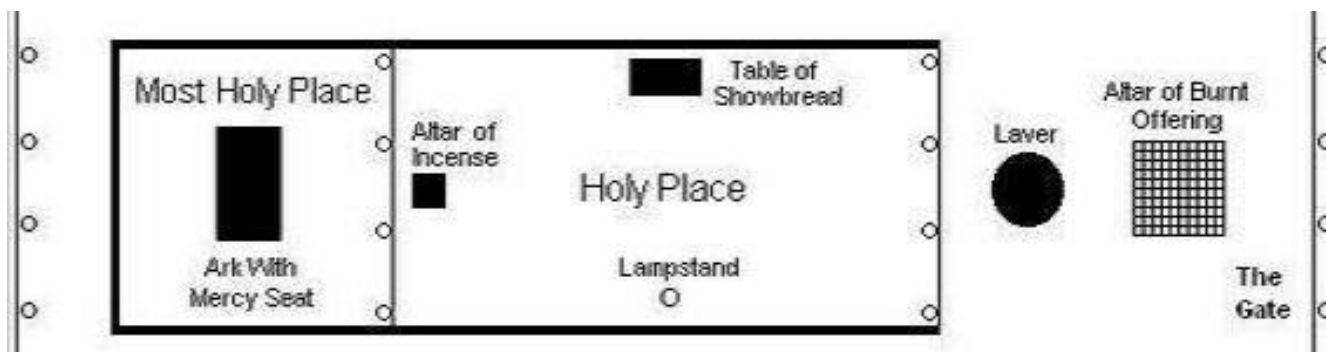 Most Holy Place
Ark With
Mercy Seat
Altar of
Incense
Table of
Showbread
Holy Place
Lampstand
Laver
Altar of Burnt
Offering
The
Gate